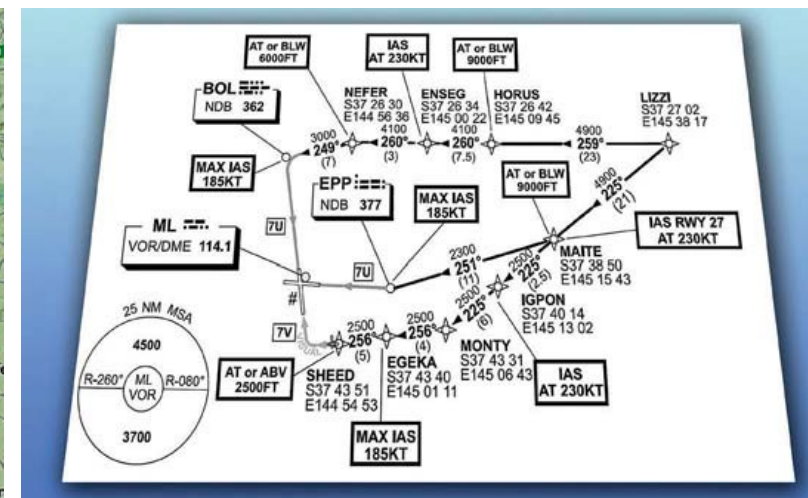 AT or BLW
6000FT
IAS
AT 230KT
AT or BLW
9000FT
BOL
NDB 362
NEFER
S37 26 30
E144 56 36
ENSEG
S37 26 34
E145 00 22
HORUS
S37 26 42
E145 09 45
LIZZI
S37 27 02
E145 38 17
3000
249°
(7)
4100
260°
(3)
4100
260°
(7.5)
4900
259°
(23)
MAX IAS
185KT
EPP
NDB 377
MAX IAS
185KT
AT or BLW
9000FT
4900
225°
(21)
IAS RWY 27
AT 230KT
ML
VOR/DME 114.1
7U
7U
2300
251°
(11)
2500
225°
(2.5)
MAITE
S37 38 50
E145 15 43
#
2500
225°
(6)
IGPON
S37 40 14
E145 13 02
25 NM MSA
4500
R-260°
ML
VOR
R-080°
3700
7V
VISUAL
2500
256°
(5)
2500
256°
(4)
AT or ABV
2500FT
SHEED
S37 43 51
E144 54 53
EGEKA
S37 43 40
E145 01 11
MONTY
S37 43 31
E145 06 43
IAS
AT 230KT
MAX IAS
185KT